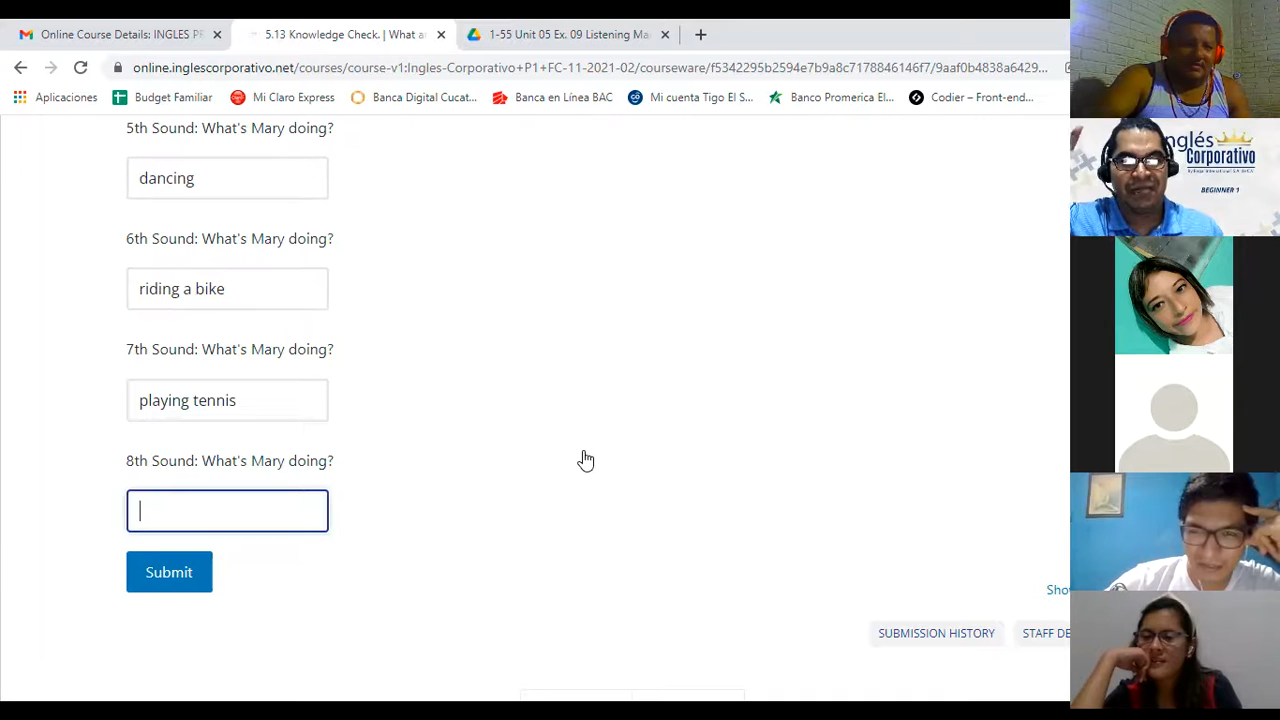 Online Course Details: INGLES PR
5.13 Knowledge Check. | What ar
1-55 Unit 05 Ex. 09 Listening Ma
online.inglescorporativo.net/courses/course-v1:Ingles-Corporativo+P1+FC-11-2021-02/courseware/f5342295b2594e7b9a8c7178846146f7/9aaf0b4838a6429...
Aplicaciones
Budget Familiar
Mi Claro Express
Banca Digital Cucat...
Banca en Línea BAC
Mi cuenta Tigo El S...
Banco Promerica El...
Codier – Front-end...
5th Sound: What's Mary doing?
dancing
6th Sound: What's Mary doing?
riding a bike
7th Sound: What's Mary doing?
playing tennis
8th Sound: What's Mary doing?
Submit
Sho
SUBMISSION HISTORY
STAFF DE
Inglés
Corporativo
BEGINNER 1